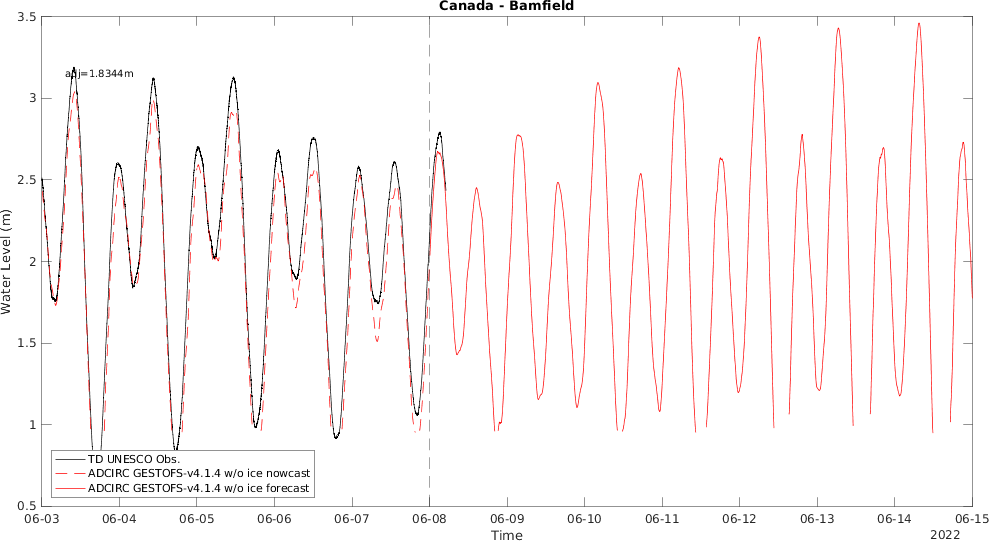 Canada - Bamfield
3.5
3
2.5
2
1.5
1
0.5
Water Level (m)
adj=1.8344m
TD UNESCO Obs.
ADCIRC GESTOFS-v4.1.4 w/o ice nowcast
ADCIRC GESTOFS-v4.1.4 w/o ice forecast
06-03 06-04 06-05 06-06 06-07 06-08 06-09 06-10 06-11 06-12 06-13 06-14 06-15
Time
2022